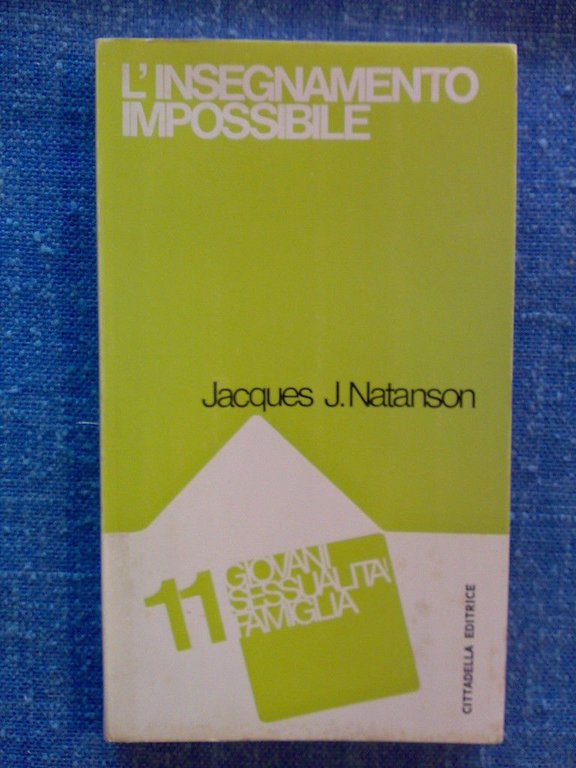 L'INSEGNAMENTO
IMPOSSIBILE
Jacques J. Natanson
11
GIOVANI
SESSUALITA'
FAMIGLIA
CITTADELLA EDITRICE